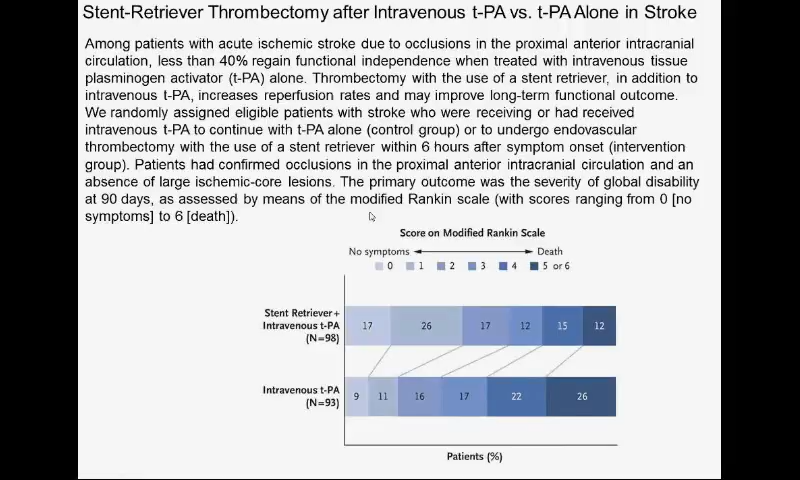 Stent-Retriever Thrombectomy after Intravenous t-PA vs. t-PA Alone in Stroke
Among patients with acute ischemic stroke due to occlusions in the proximal anterior intracranial
circulation, less than 40% regain functional independence when treated with intravenous tissue
plasminogen activator (t-PA) alone. Thrombectomy with the use of a stent retriever, in addition to
intravenous t-PA, increases reperfusion rates and may improve long-term functional outcome.
We randomly assigned eligible patients with stroke who were receiving or had received
intravenous t-PA to continue with t-PA alone (control group) or to undergo endovascular
thrombectomy with the use of a stent retriever within 6 hours after symptom onset (intervention
group). Patients had confirmed occlusions in the proximal anterior intracranial circulation and an
absence of large ischemic-core lesions. The primary outcome was the severity of global disability
at 90 days, as assessed by means of the modified Rankin scale (with scores ranging from 0 [no
symptoms] to 6 [death]).
Score on Modified Rankin Scale
No symptoms Death
0 1 2 3 4 5 or 6
Stent Retriever+
Intravenous t-PA
(N=98)
17 26 17 12 15 12
Intravenous t-PA
(N=93)
9 11 16 17 22 26
Patients (%)